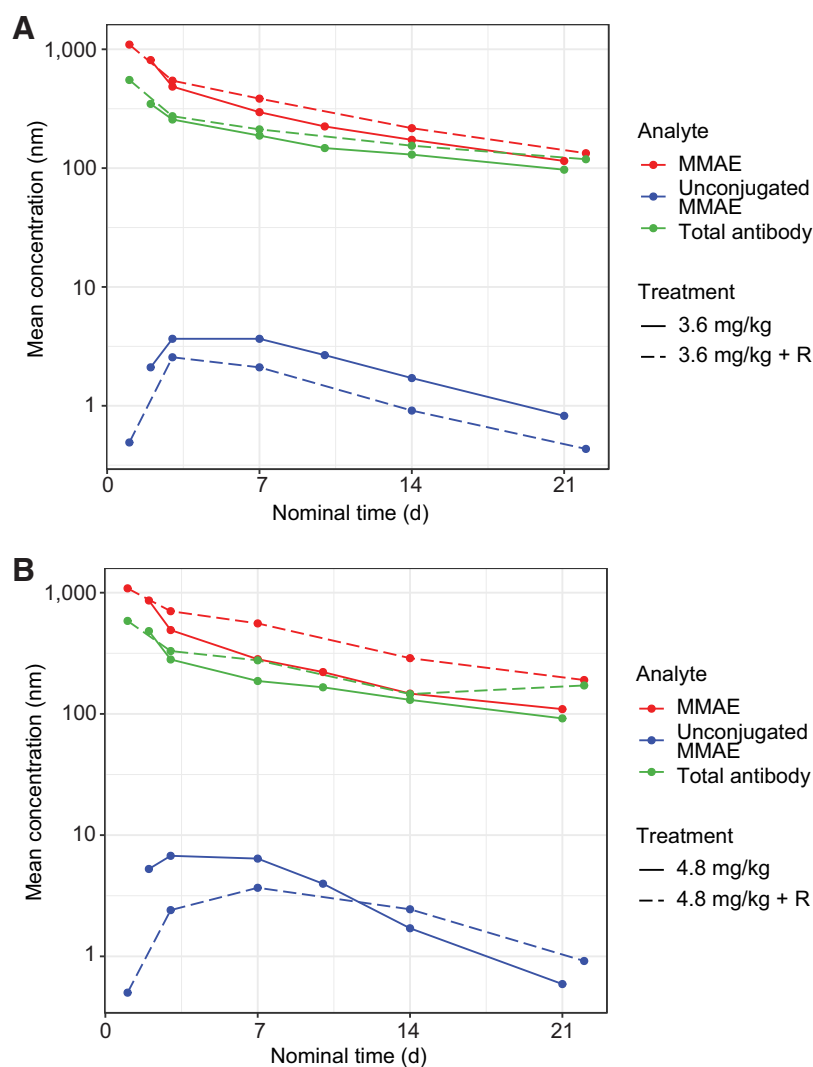 A
Mean concentration (nm)
1,000
100
10
1
0
7
14
21
Nominal time (d)
Analyte
MMAE
Unconjugated
MMAE
Total antibody
Treatment
3.6 mg/kg
3.6 mg/kg + R
B
Mean concentration (nm)
1,000
100
10
1
0
7
14
21
Nominal time (d)
Analyte
MMAE
Unconjugated
MMAE
Total antibody
Treatment
4.8 mg/kg
4.8 mg/kg + R